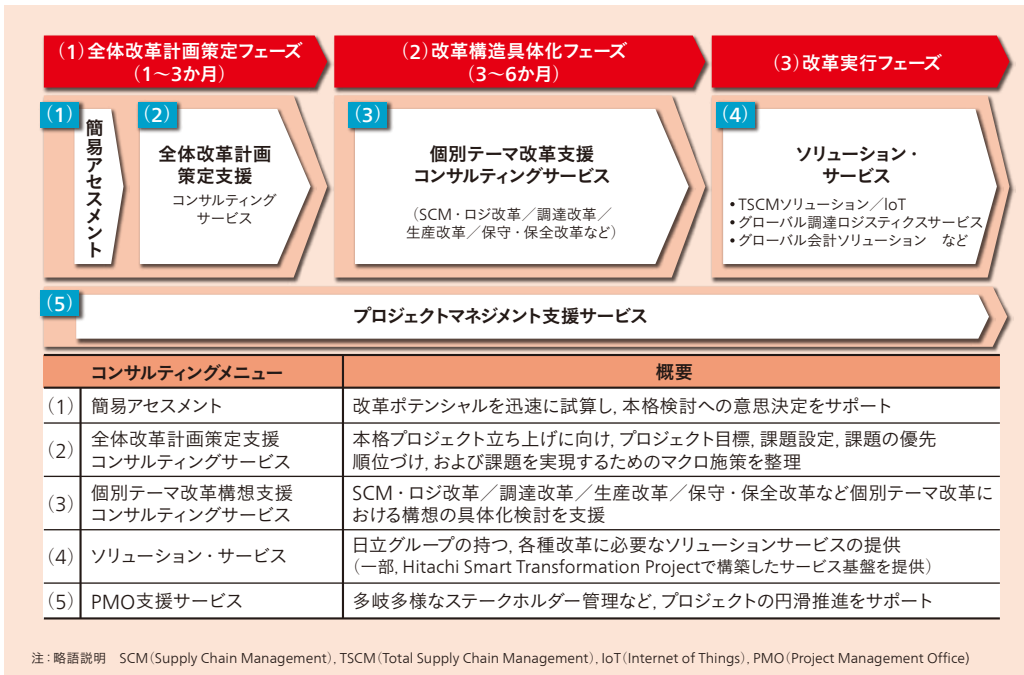 (1)全体改革計画策定フェーズ
(1~3か月)
(2)改革構造具体化フェーズ
(3~6か月)
(3)改革実行フェーズ
(1)
簡易アセスメント
(2)
全体改革計画
策定支援
コンサルティング
サービス
(3)
個別テーマ改革支援
コンサルティングサービス
(SCM・ロジ改革/調達改革/
生産改革/保守・保全改革など)
(4)
ソリューション・
サービス
•TSCMソリューション/IoT
•グローバル調達ロジスティクスサービス
•グローバル会計ソリューション など
(5)
プロジェクトマネジメント支援サービス
コンサルティングメニュー 概要
(1) 簡易アセスメント 改革ポテンシャルを迅速に試算し, 本格検討への意思決定をサポート
(2) 全体改革計画策定支援
コンサルティングサービス
本格プロジェクト立ち上げに向け, プロジェクト目標, 課題設定, 課題の優先
順位づけ, および課題を実現するためのマクロ施策を整理
(3) 個別テーマ改革構想支援
コンサルティングサービス
SCM・ロジ改革/調達改革/生産改革/保守・保全改革など個別テーマ改革に
おける構想の具体化検討を支援
(4) ソリューション・サービス
日立グループの持つ, 各種改革に必要なソリューションサービスの提供
(一部, Hitachi Smart Transformation Projectで構築したサービス基盤を提供)
(5) PMO支援サービス 多岐多様なステークホルダー管理など, プロジェクトの円滑推進をサポート
注:略語説明 SCM(Supply Chain Management), TSCM(Total Supply Chain Management), IoT(Internet of Things), PMO(Project Management Office)